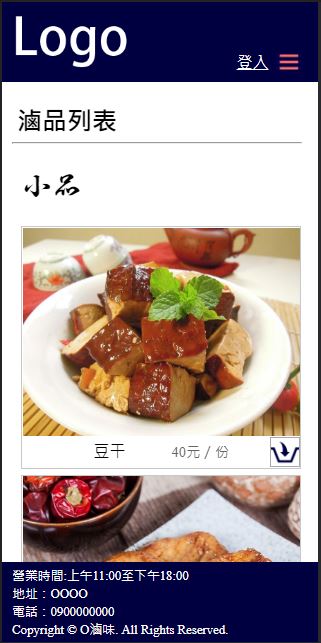 Logo
登入
滷品列表
小品
豆干 40元 / 份
營業時間:上午11:00至下午18:00
地址：OOOO
電話：0900000000
Copyright © O滷味. All Rights Reserved.